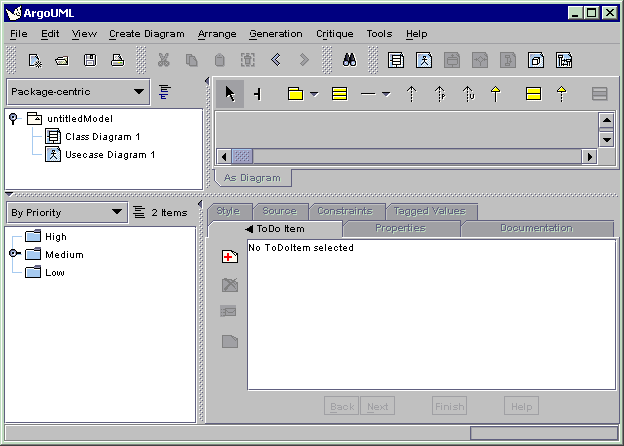 ArgoUML
File Edit View Create Diagram Arrange Generation Critique Tools Help
Package-centric
untitledModel
Class Diagram 1
Usecase Diagram 1
As Diagram
By Priority 2 Items
High
Medium
Low
Style Source Constraints Tagged Values
ToDo Item Properties Documentation
No ToDoItem selected
Back Next Finish Help